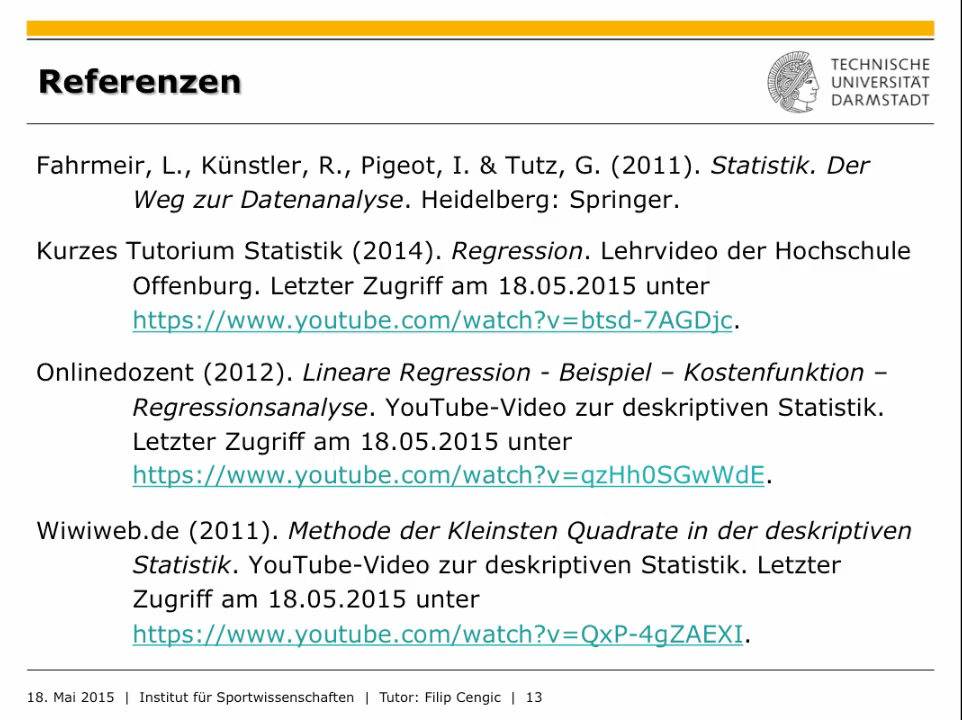 Referenzen
TECHNISCHE
UNIVERSITÄT
DARMSTADT
Fahrmeir, L., Künstler, R., Pigeot, I. & Tutz, G. (2011). Statistik. Der
Weg zur Datenanalyse. Heidelberg: Springer.
Kurzes Tutorium Statistik (2014). Regression. Lehrvideo der Hochschule
Offenburg. Letzter Zugriff am 18.05.2015 unter
https://www.youtube.com/watch?v=btsd-7AGDjc.
Onlinedozent (2012). Lineare Regression - Beispiel – Kostenfunktion –
Regressionsanalyse. YouTube-Video zur deskriptiven Statistik.
Letzter Zugriff am 18.05.2015 unter
https://www.youtube.com/watch?v=qzHh0SGwWdE.
Wiwiweb.de (2011). Methode der Kleinsten Quadrate in der deskriptiven
Statistik. YouTube-Video zur deskriptiven Statistik. Letzter
Zugriff am 18.05.2015 unter
https://www.youtube.com/watch?v=QxP-4gZAEXI.
18. Mai 2015 | Institut für Sportwissenschaften | Tutor: Filip Cengic | 13